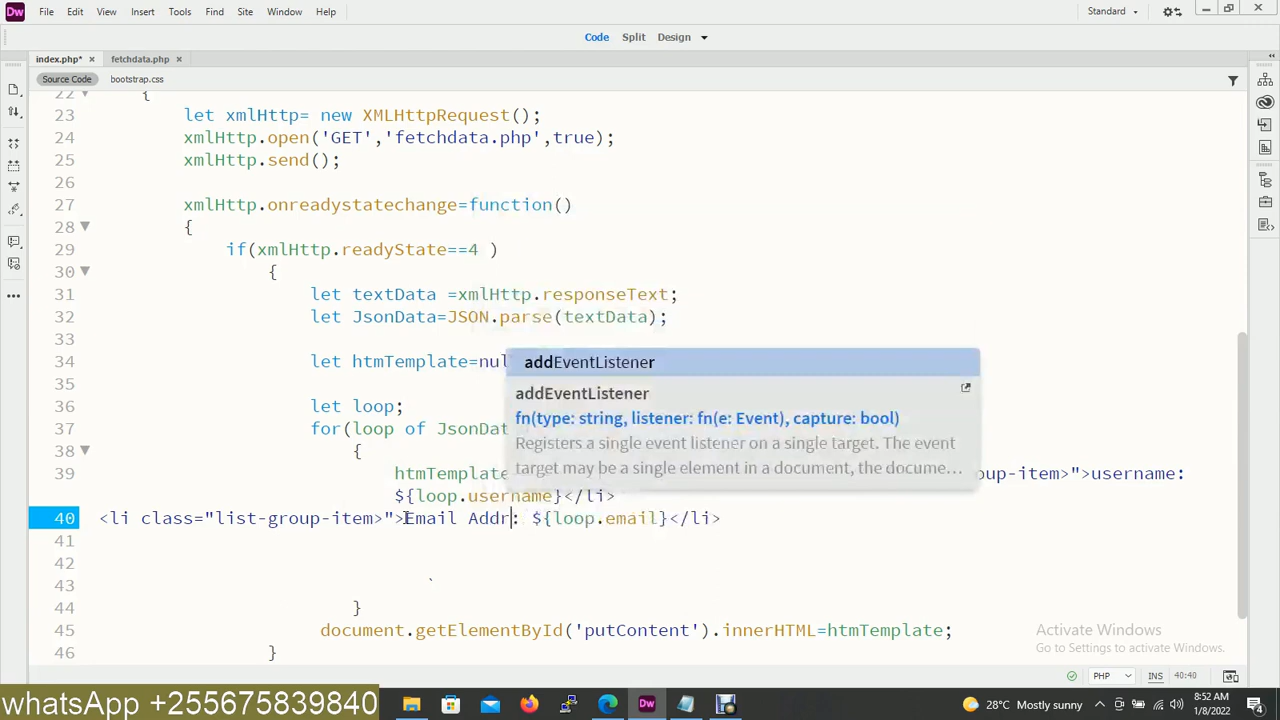 Dw File Edit View Insert Tools Find Site Window Help Standard
Code Split Design
index.php* × fetchdata.php ×
Source Code bootstrap.css
22 {
23 let xmlHttp= new XMLHttpRequest();
24 xmlHttp.open('GET','fetchdata.php',true);
25 xmlHttp.send();
26
27 xmlHttp.onreadystatechange=function()
28 {
29 if(xmlHttp.readyState==4 )
30 {
31 let textData =xmlHttp.responseText;
32 let JsonData=JSON.parse(textData);
33
34 let htmTemplate=nul
addEventListener
35
addEventListener
36 let loop;
fn(type: string, listener: fn(e: Event), capture: bool)
37 for(loop of JsonDat
Registers a single event listener on a single target. The event
38 {
target may be a single element in a document, the docume...
39 htmTemplate oup-item>">username:
${loop.username}</li>
40 <li class="list-group-item>">Email Addr: ${loop.email}</li>
41
42
43 `
44 }
45 document.getElementById('putContent').innerHTML=htmTemplate;
46 }
Activate Windows
Go to Settings to activate Windows.
PHP INS 40:40
whatsApp +255675839840
Dw
28°C Mostly sunny
8:52 AM
1/8/2022
4